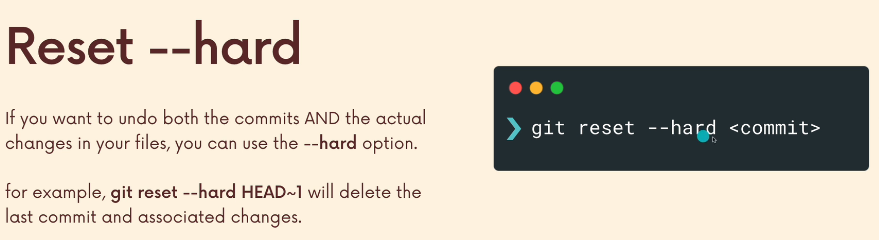 Reset --hard
If you want to undo both the commits AND the actual
changes in your files, you can use the --hard option.
for example, git reset --hard HEAD~1 will delete the
last commit and associated changes.
❯ git reset --hard <commit>